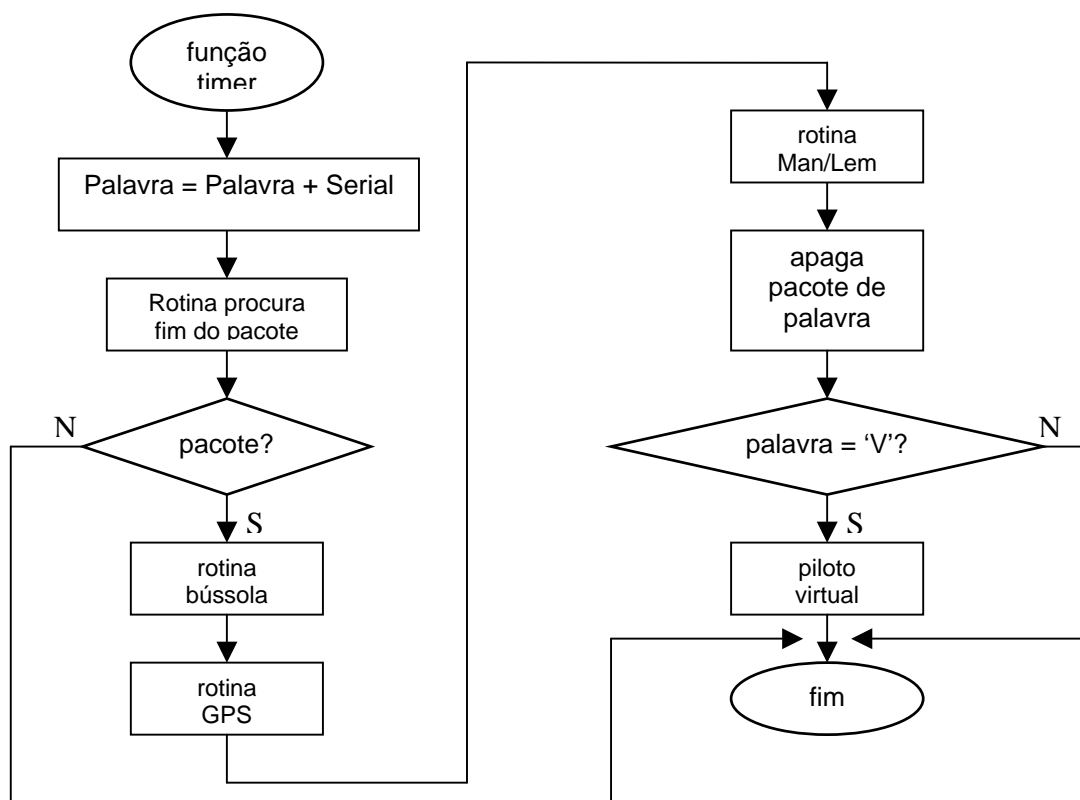 função
timer
Palavra = Palavra + Serial
Rotina procura
fim do pacote
N
pacote?
S
rotina
bússola
rotina
GPS
rotina
Man/Lem
apaga
pacote de
palavra
palavra = ‘V’?
N
S
piloto
virtual
fim